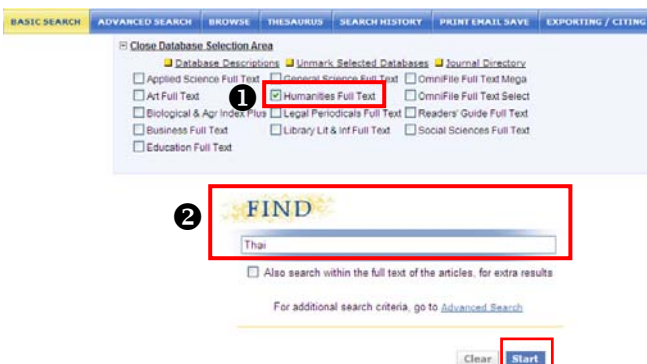 BASIC SEARCH ADVANCED SEARCH BROWSE THESAURUS SEARCH HISTORY PRINT EMAIL SAVE EXPORTING / CITING
Close Database Selection Area
Database Descriptions Unmark Selected Databases Journal Directory
Applied Science Full Text General Science Full Text OmniFile Full Text Mega
Art Full Text ❶ Humanities Full Text OmniFile Full Text Select
Biological & Agr Index Plus Legal Periodicals Full Text Readers' Guide Full Text
Business Full Text Library Lit & Inf Full Text Social Sciences Full Text
Education Full Text
❷ FIND
Thai
Also search within the full text of the articles, for extra results
For additional search criteria, go to Advanced Search
Clear Start